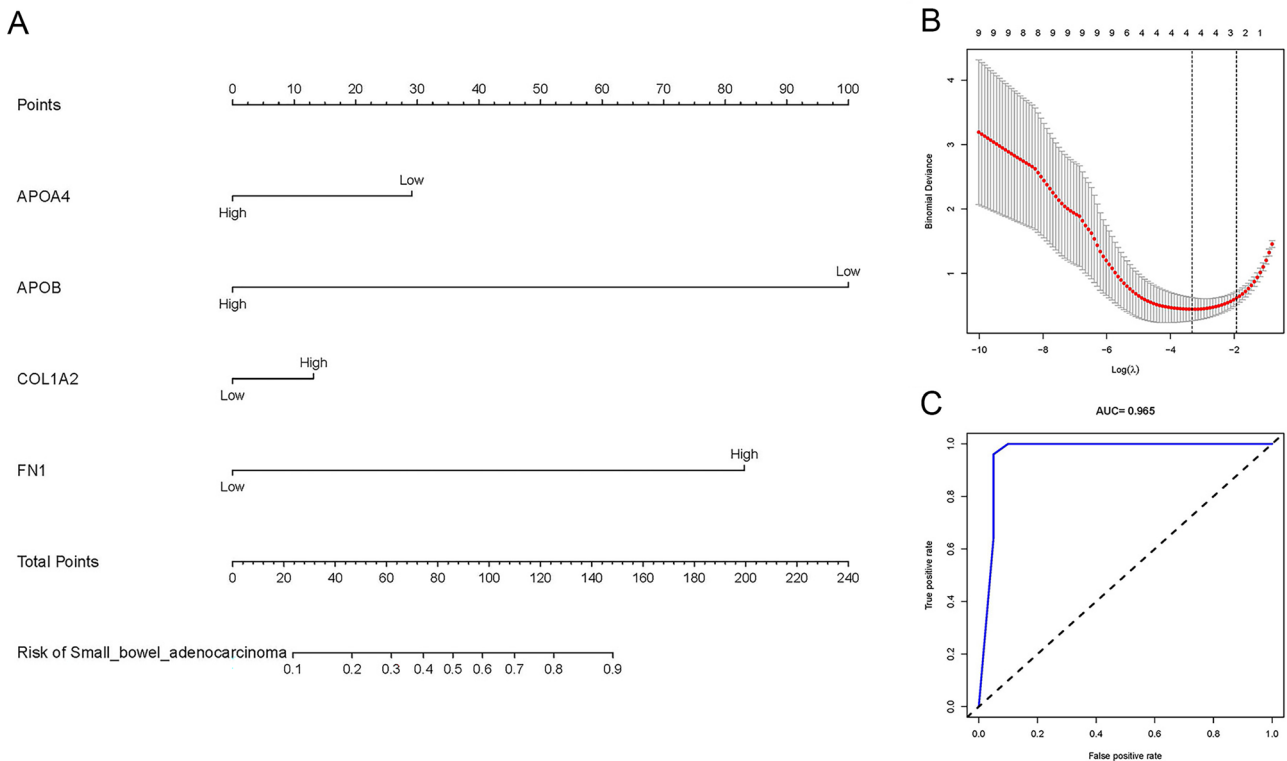 A
Points
0 10 20 30 40 50 60 70 80 90 100
APOA4
Low
High
APOB
Low
High
COL1A2
High
Low
FN1
High
Low
Total Points
0 20 40 60 80 100 120 140 160 180 200 220 240
Risk of Small_bowel_adenocarcinoma
0.1 0.2 0.3 0.4 0.5 0.6 0.7 0.8 0.9
B
9 9 9 8 8 9 9 9 9 9 6 4 4 4 4 4 4 3 2 1
Binomial Deviance
4
3
2
1
−10 −8 −6 −4 −2
Log(λ)
C
AUC= 0.965
True positive rate
1.0
0.8
0.6
0.4
0.2
0.0
0.0 0.2 0.4 0.6 0.8 1.0
False positive rate